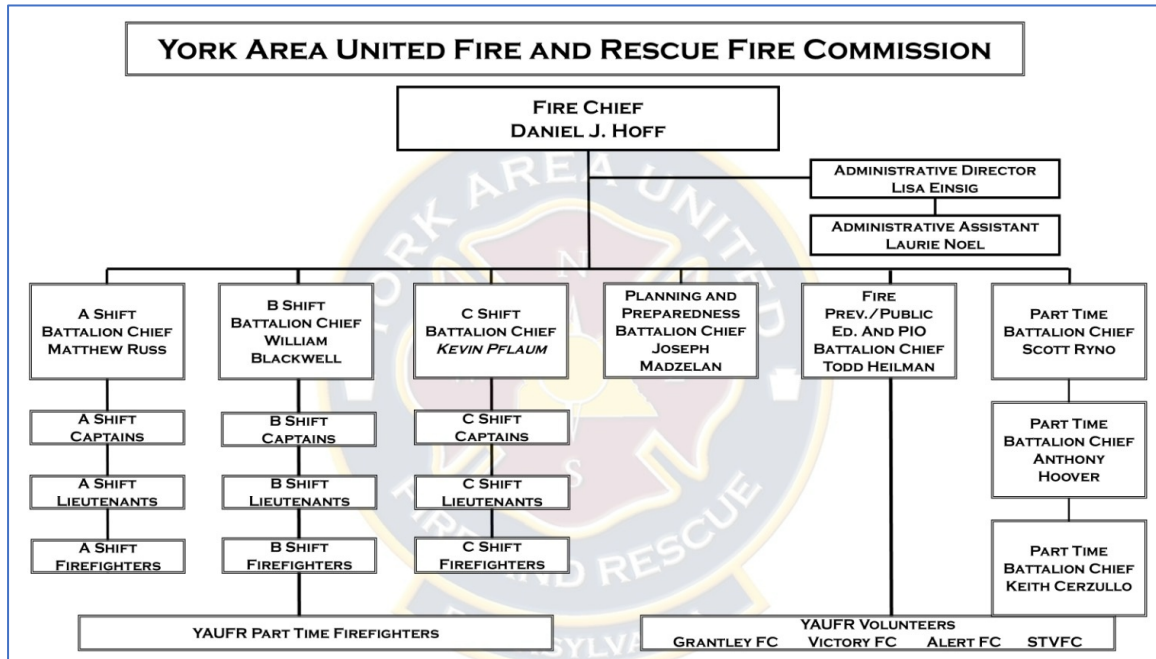 YORK AREA UNITED FIRE AND RESCUE FIRE COMMISSION
FIRE CHIEF
DANIEL J. HOFF
ADMINISTRATIVE DIRECTOR
LISA EINSIG
ADMINISTRATIVE ASSISTANT
LAURIE NOEL
A SHIFT
BATTALION CHIEF
MATTHEW RUSS
B SHIFT
BATTALION CHIEF
WILLIAM
BLACKWELL
C SHIFT
BATTALION CHIEF
KEVIN PFLAUM
PLANNING AND
PREPAREDNESS
BATTALION CHIEF
JOSEPH
MADZELAN
FIRE
PREV./PUBLIC
ED. AND PIO
BATTALION CHIEF
TODD HEILMAN
PART TIME
BATTALION CHIEF
SCOTT RYNO
A SHIFT
CAPTAINS
B SHIFT
CAPTAINS
C SHIFT
CAPTAINS
PART TIME
BATTALION CHIEF
ANTHONY
HOOVER
A SHIFT
LIEUTENANTS
B SHIFT
LIEUTENANTS
C SHIFT
LIEUTENANTS
A SHIFT
FIREFIGHTERS
B SHIFT
FIREFIGHTERS
C SHIFT
FIREFIGHTERS
PART TIME
BATTALION CHIEF
KEITH CERZULLO
YAUFR PART TIME FIREFIGHTERS
YAUFR VOLUNTEERS
GRANTLEY FC VICTORY FC ALERT FC STVFC
YORK AREA UNITED
N
S
AND RESCUE